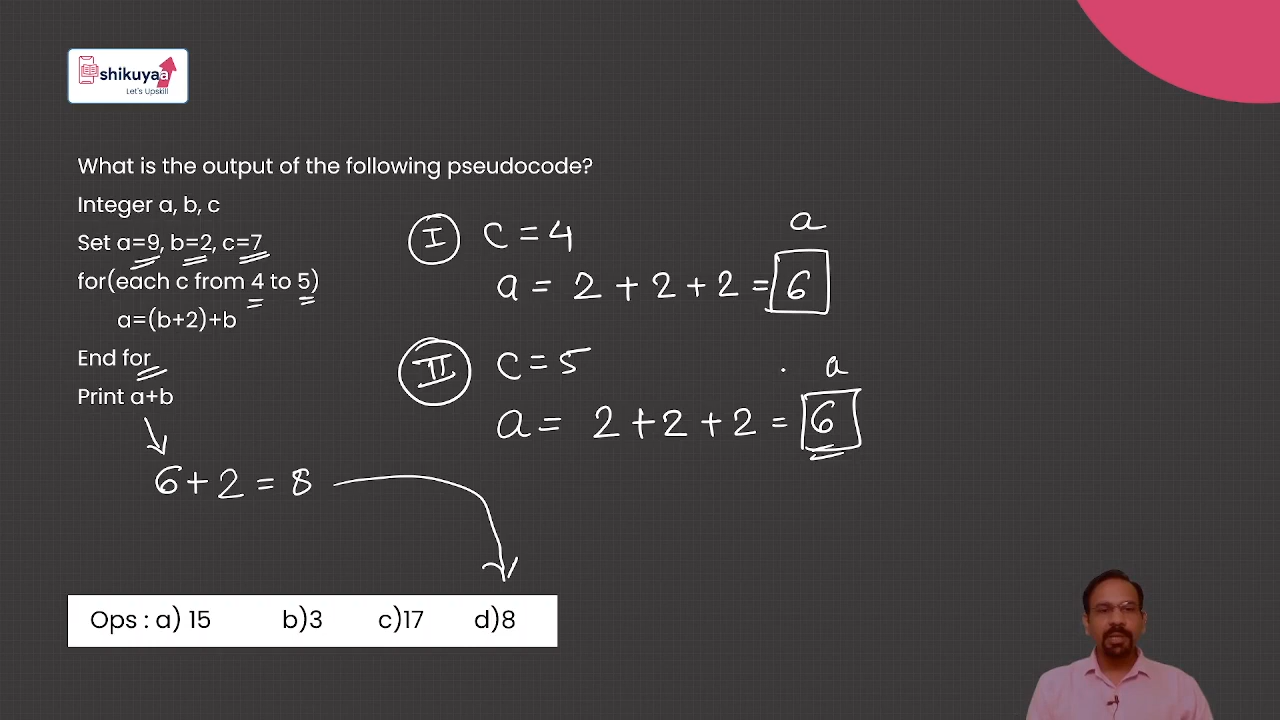 shikuyaa
Let's Upskill
What is the output of the following pseudocode?
Integer a, b, c
Set a=9, b=2, c=7
for(each c from 4 to 5)
a=(b+2)+b
End for
Print a+b
6+2=8
I c=4
a
a = 2+2+2 = 6
II c=5
a
a = 2+2+2 = 6
Ops : a) 15 b)3 c)17 d)8